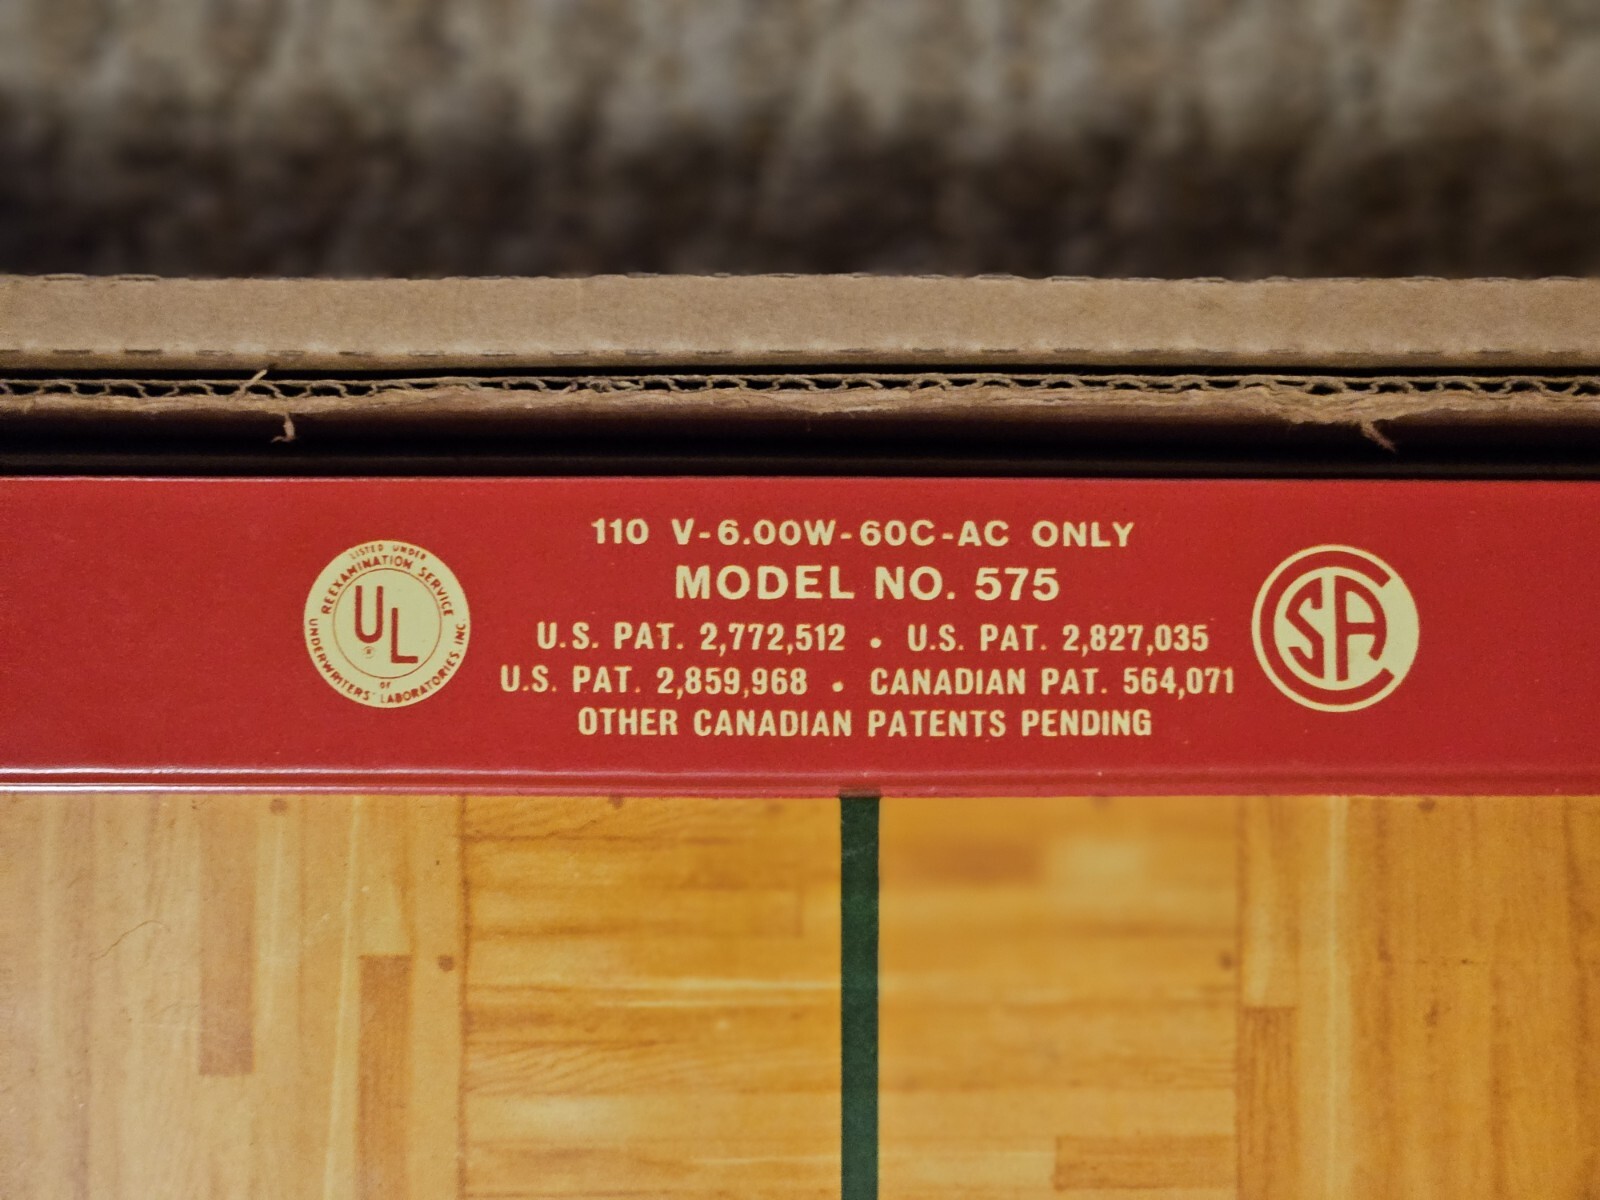 110 V-6.00W-60C-AC ONLY
MODEL NO. 575
U.S. PAT. 2,772,512 • U.S. PAT. 2,827,035
U.S. PAT. 2,859,968 • CANADIAN PAT. 564,071
OTHER CANADIAN PATENTS PENDING
LISTED UNDER
REEXAMINATION SERVICE
UL
®
OF
UNDERWRITERS' LABORATORIES, INC.
CSA